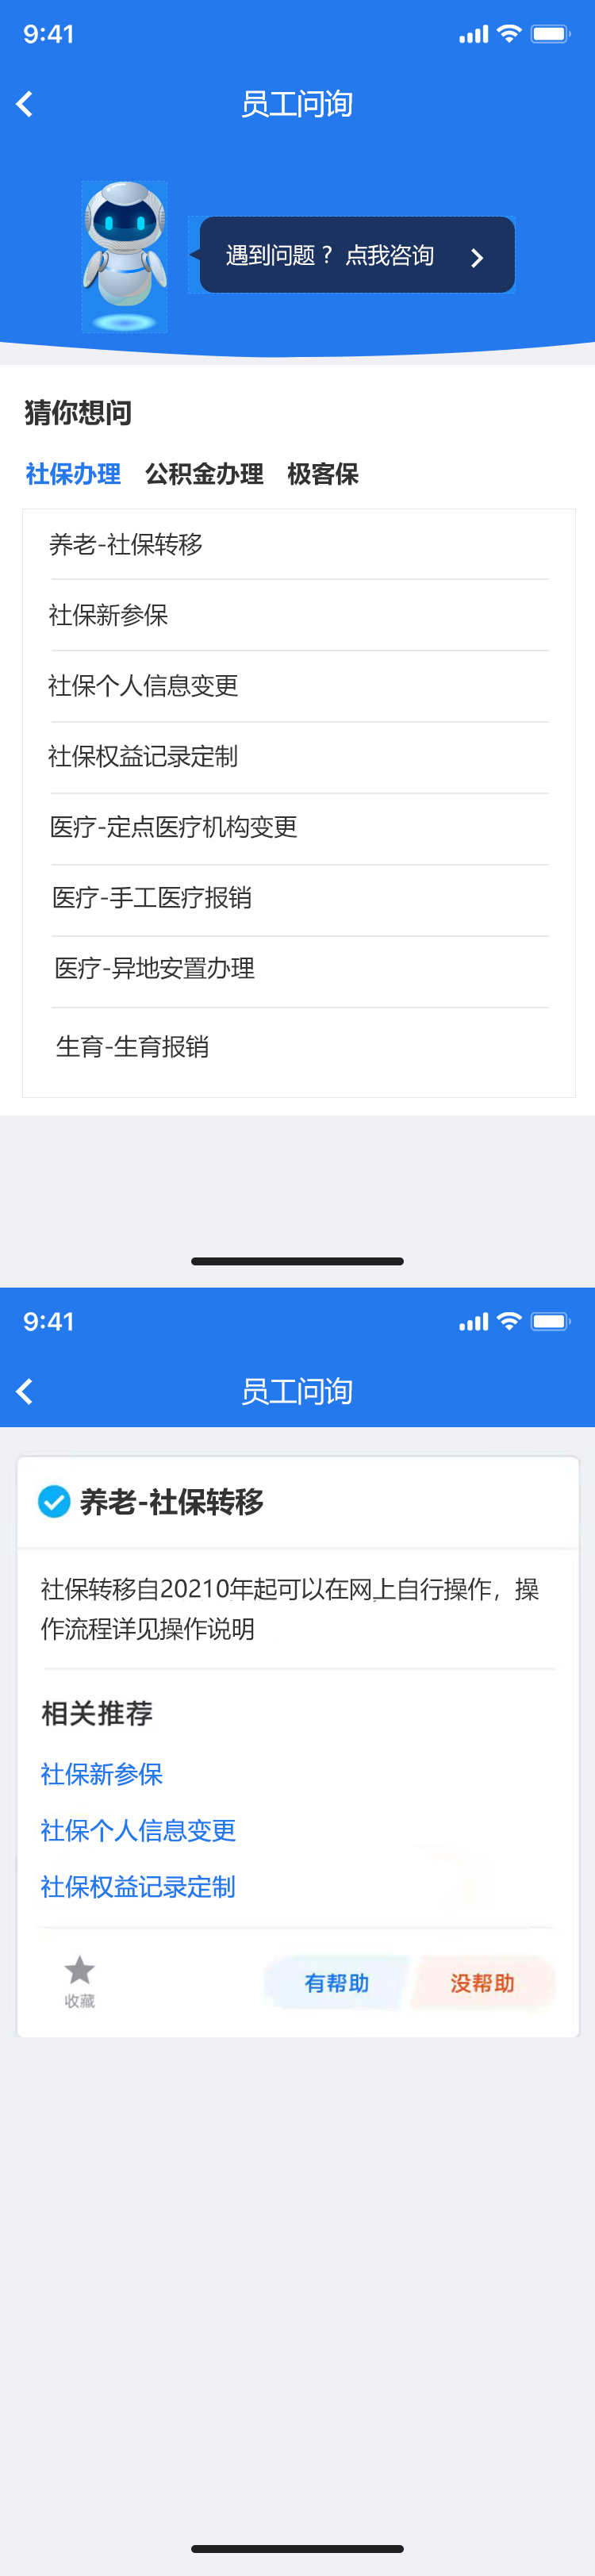 9:41
员工问询
遇到问题？ 点我咨询
猜你想问
社保办理 公积金办理 极客保
养老-社保转移
社保新参保
社保个人信息变更
社保权益记录定制
医疗-定点医疗机构变更
医疗-手工医疗报销
医疗-异地安置办理
生育-生育报销
9:41
员工问询
养老-社保转移
社保转移自20210年起可以在网上自行操作，操
作流程详见操作说明
相关推荐
社保新参保
社保个人信息变更
社保权益记录定制
收藏
有帮助
没帮助